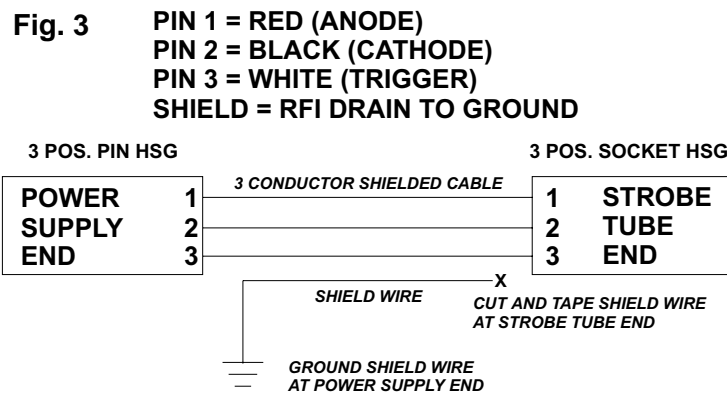 Fig. 3
PIN 1 = RED (ANODE)
PIN 2 = BLACK (CATHODE)
PIN 3 = WHITE (TRIGGER)
SHIELD = RFI DRAIN TO GROUND
3 POS. PIN HSG
3 POS. SOCKET HSG
POWER 1
SUPPLY 2
END 3
3 CONDUCTOR SHIELDED CABLE
1 STROBE
2 TUBE
3 END
X
SHIELD WIRE
CUT AND TAPE SHIELD WIRE
AT STROBE TUBE END
GROUND SHIELD WIRE
AT POWER SUPPLY END